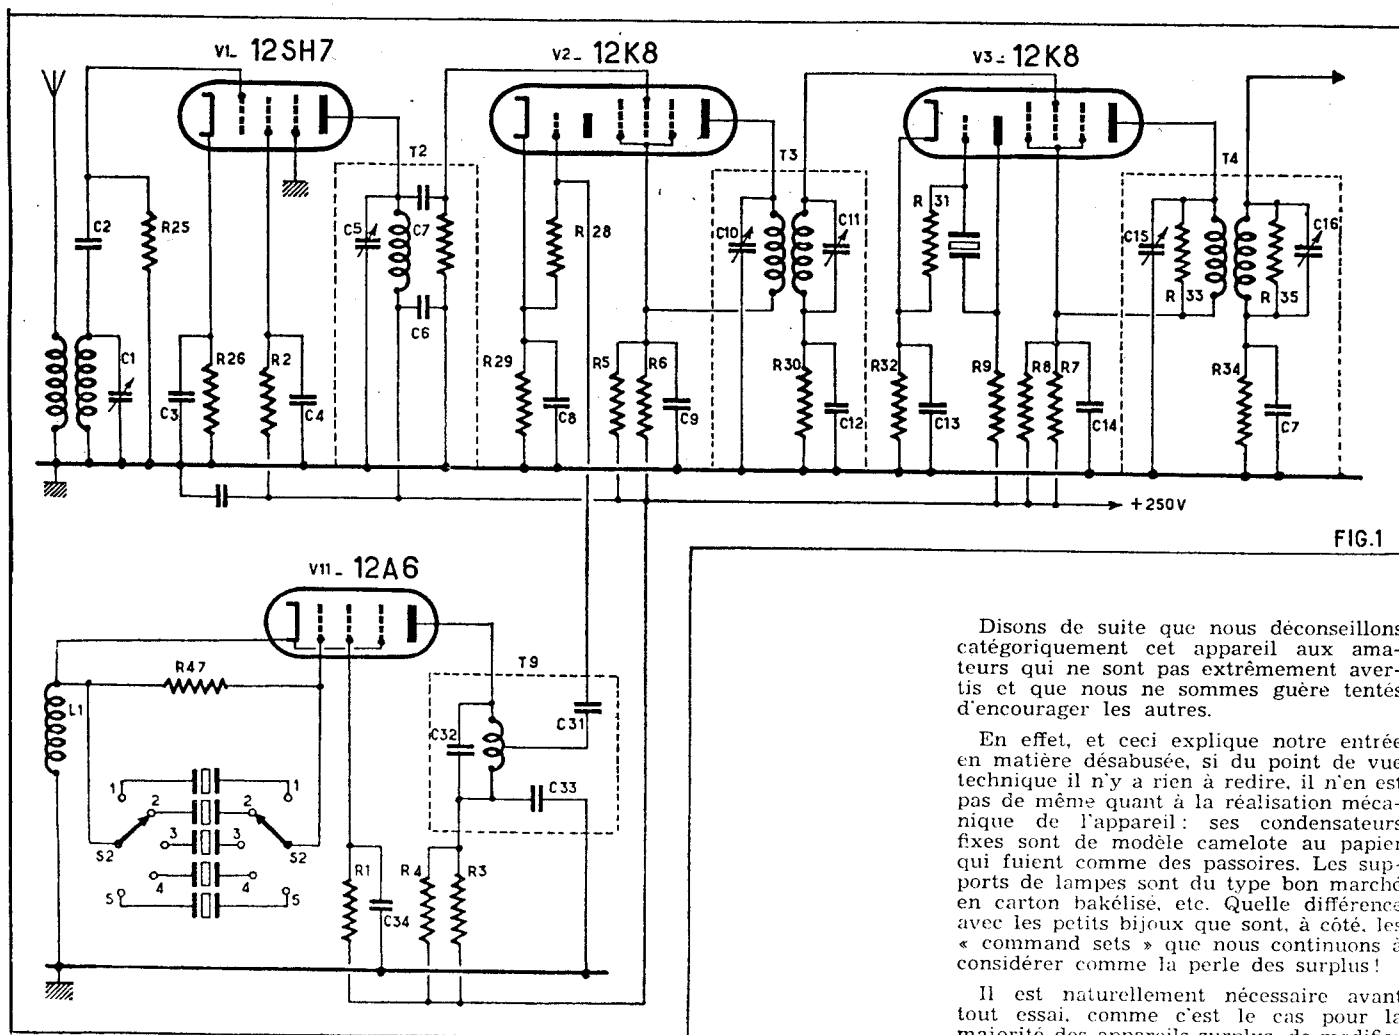 V1_ 12SH7
V2_ 12K8
V3_ 12K8
T2
T3
T4
C2
R25
C5
C7
R 28
C10
C11
R 31
C15
R 33
R 35
C16
C6
C1
C3
R26
R2
C4
R29
C8
R5
R6
C9
R30
C12
R32
C13
R9
R8
R7
C14
R34
C7
+250V
FIG.1
V11_ 12A6
R47
L1
T9
C32
C31
C33
1
1
2
2
3
3
S2
S2
4
4
5
5
R1
C34
R4
R3
Disons de suite que nous déconseillons
catégoriquement cet appareil aux ama-
teurs qui ne sont pas extrêmement aver-
tis et que nous ne sommes guère tentés
d'encourager les autres.
En effet, et ceci explique notre entrée
en matière désabusée, si du point de vue
technique il n'y a rien à redire, il n'en est
pas de même quant à la réalisation méca-
nique de l'appareil : ses condensateurs
fixes sont de modèle camelote au papier
qui fuient comme des passoires. Les sup-
ports de lampes sont du type bon marché
en carton bakélisé, etc. Quelle différence
avec les petits bijoux que sont, à côté, les
« command sets » que nous continuons à
considérer comme la perle des surplus !
Il est naturellement nécessaire avant
tout essai, comme c'est le cas pour la
majorité des appareils surplus, de modifier